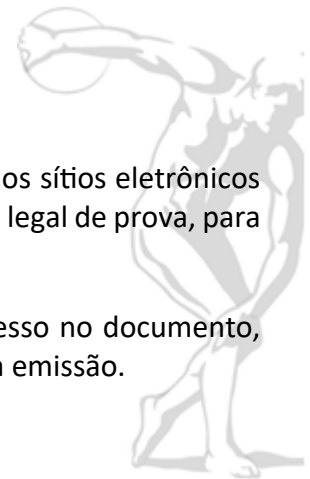 os sítios eletrônicos
legal de prova, para
esso no documento,
emissão.